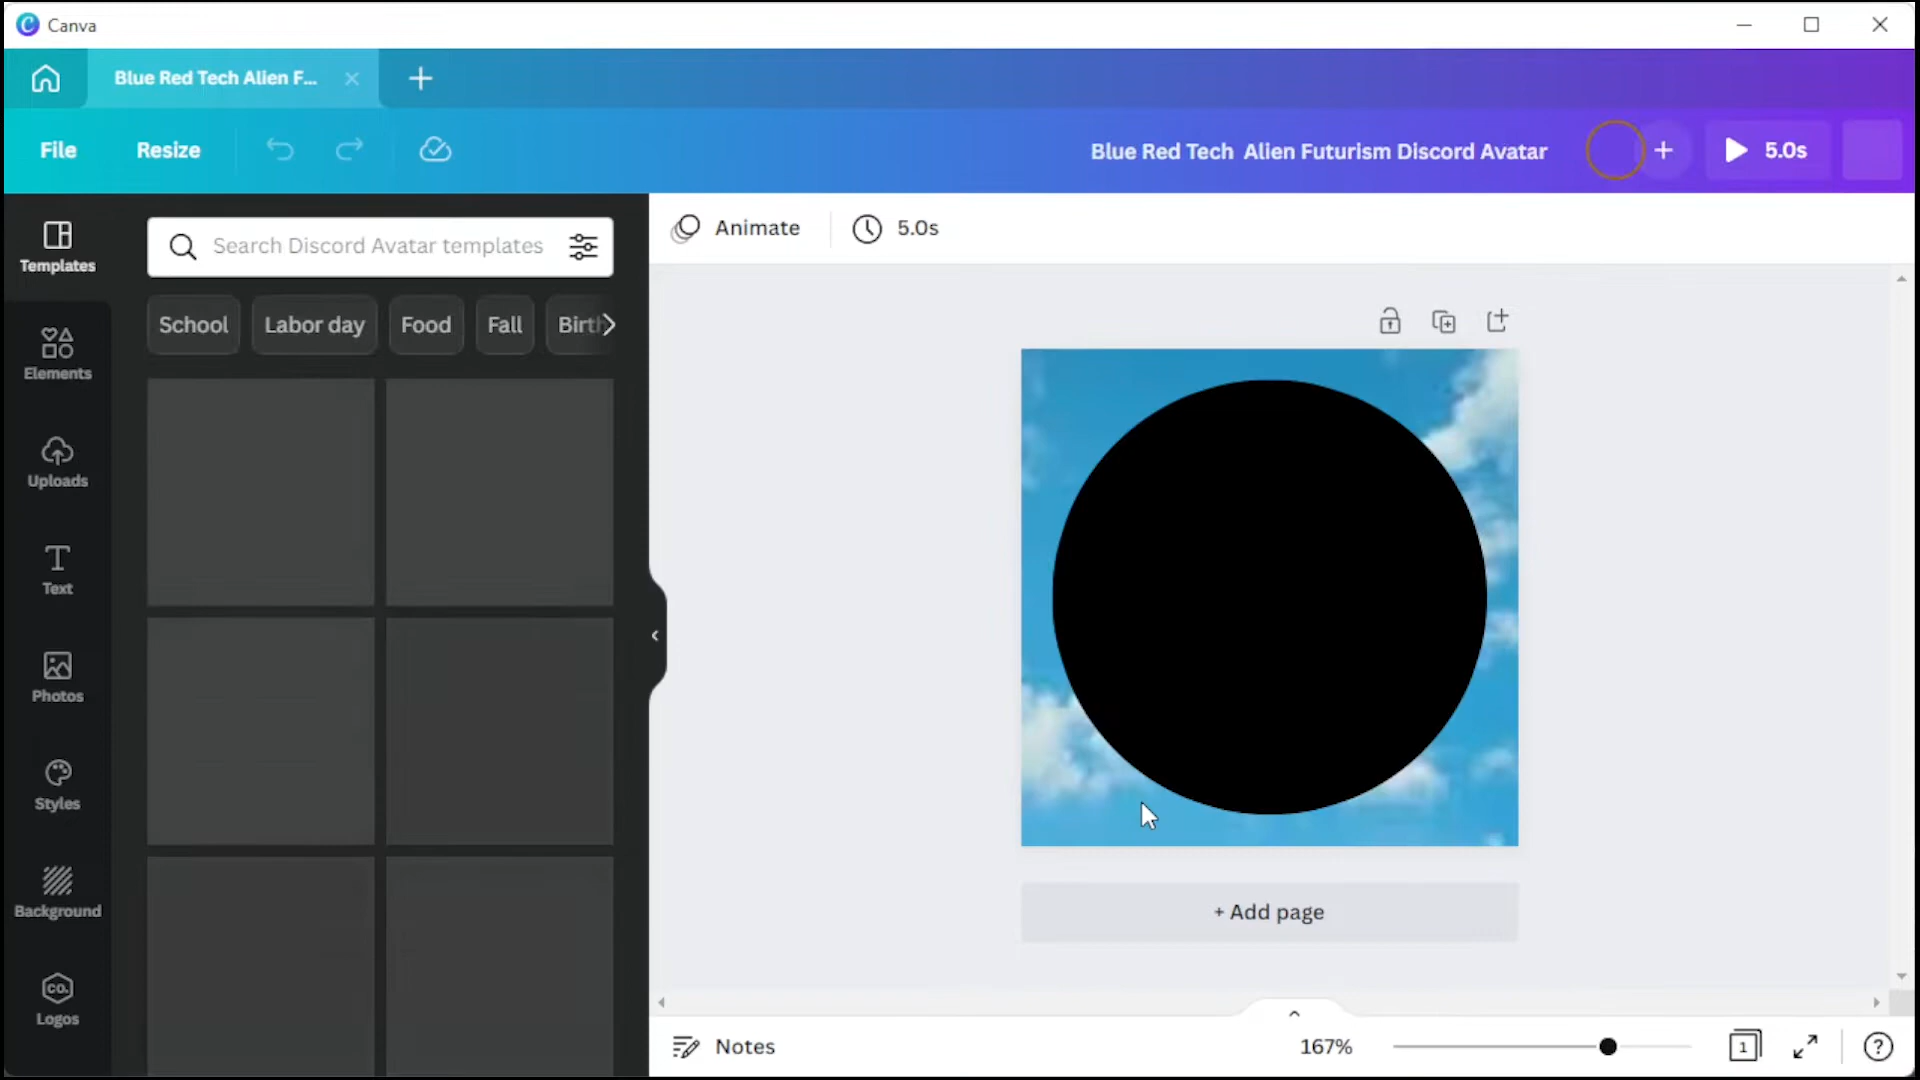 Canva
Blue Red Tech Alien F...
File
Resize
Blue Red Tech Alien Futurism Discord Avatar
5.0s
Templates
Search Discord Avatar templates
Animate
5.0s
School
Labor day
Food
Fall
Birth
Elements
Uploads
Text
Photos
Styles
Background
CO.
Logos
+ Add page
Notes
167%
1
?